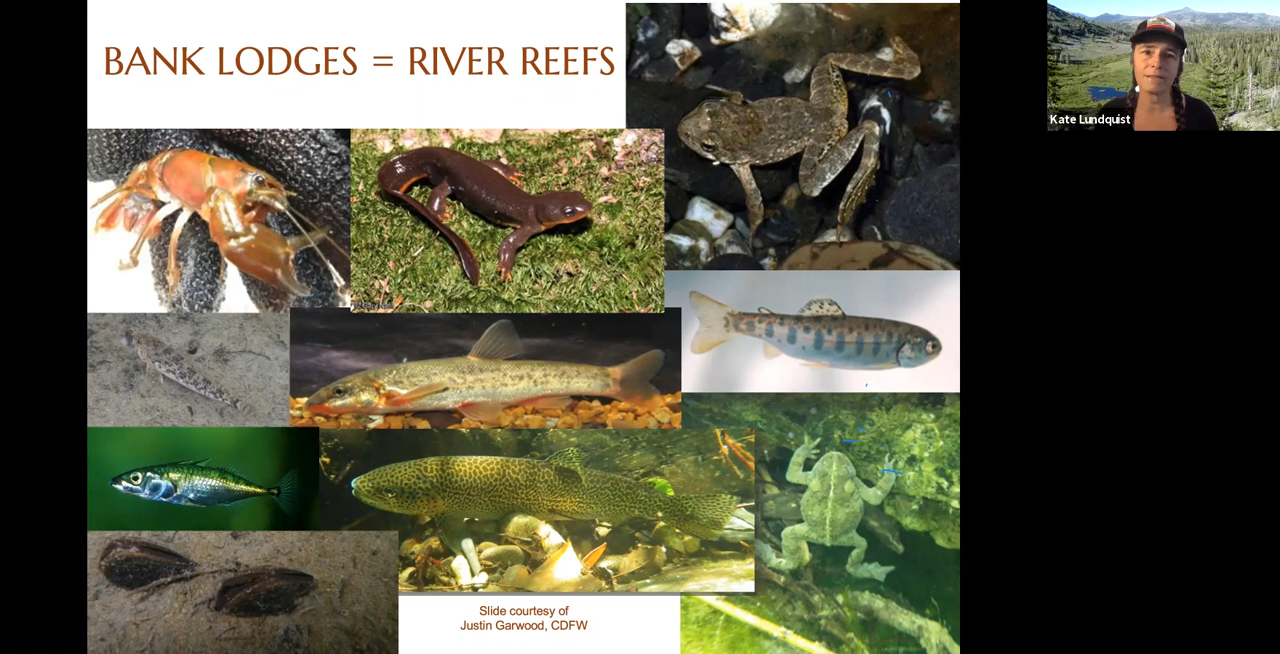 BANK LODGES = RIVER REEFS
Kate Lundquist
Slide courtesy of
Justin Garwood, CDFW